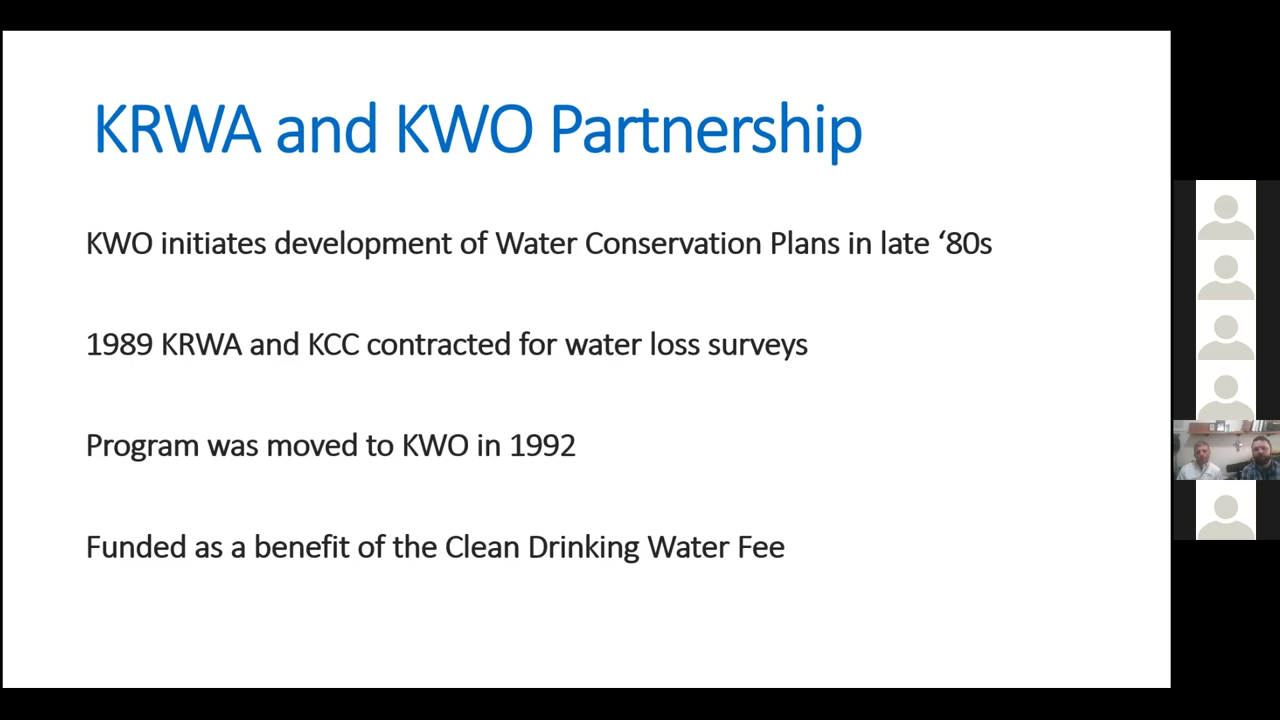 KRWA and KWO Partnership
KWO initiates development of Water Conservation Plans in late ‘80s
1989 KRWA and KCC contracted for water loss surveys
Program was moved to KWO in 1992
Funded as a benefit of the Clean Drinking Water Fee